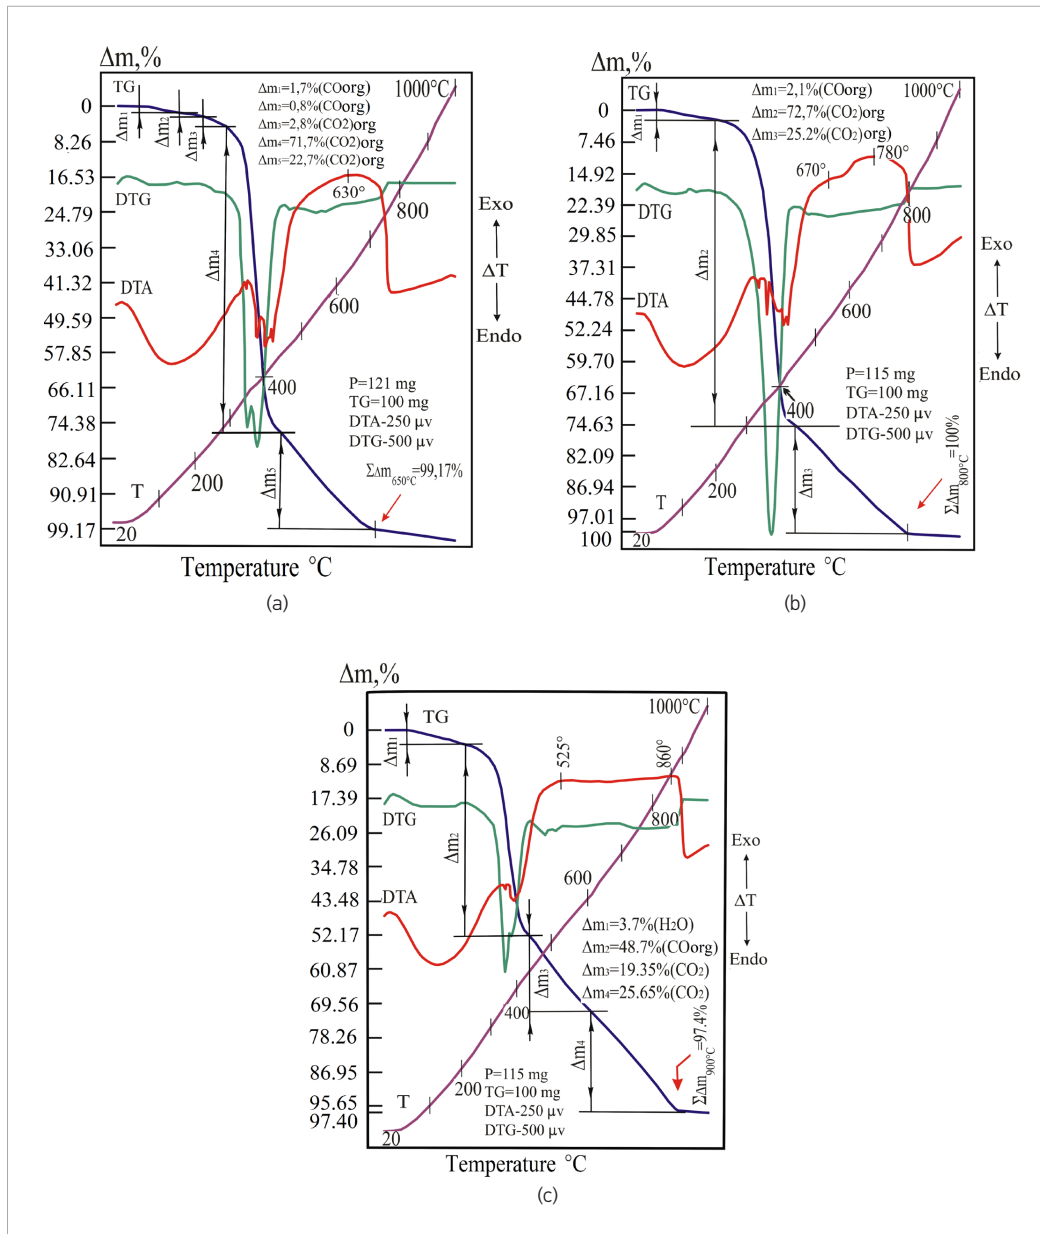 Δm,%
TG
Δm₁=1,7%(COorg)
Δm₂=0,8%(COorg)
Δm₃=2,8%(CO2)org
Δm₄=71,7%(CO2)org
Δm₅=22,7%(CO2)org
1000°C
0
8.26
16.53
24.79
33.06
41.32
49.59
57.85
66.11
74.38
82.64
90.91
99.17
Δm₁
Δm₂
Δm₃
Δm₄
Δm₅
DTG
DTA
T
630°
800
600
400
200
20
P=121 mg
TG=100 mg
DTA-250 μv
DTG-500 μv
ΣΔm650°C=99,17%
Exo
ΔT
Endo
Temperature °C
(a)
Δm,%
TG
Δm₁=2,1%(COorg)
Δm₂=72,7%(CO2)org)
Δm₃=25.2%(CO2)org)
1000°C
0
7.46
14.92
22.39
29.85
37.31
44.78
52.24
59.70
67.16
74.63
82.09
86.94
97.01
100
Δm₁
Δm₂
Δm₃
DTG
DTA
T
670°
780°
800
600
400
200
20
P=115 mg
TG=100 mg
DTA-250 μv
DTG-500 μv
ΣΔm800°C=100%
Exo
ΔT
Endo
Temperature °C
(b)
Δm,%
TG
1000°C
0
8.69
17.39
26.09
34.78
43.48
52.17
60.87
69.56
78.26
86.95
95.65
97.40
Δm₁
Δm₂
Δm₃
Δm₄
DTG
DTA
T
525°
860°
800
600
400
200
20
Δm₁=3.7%(H2O)
Δm₂=48.7%(COorg)
Δm₃=19.35%(CO₂)
Δm₄=25.65%(CO₂)
P=115 mg
TG=100 mg
DTA-250 μv
DTG-500 μv
ΣΔm900°C=97.4%
Exo
ΔT
Endo
Temperature °C
(c)